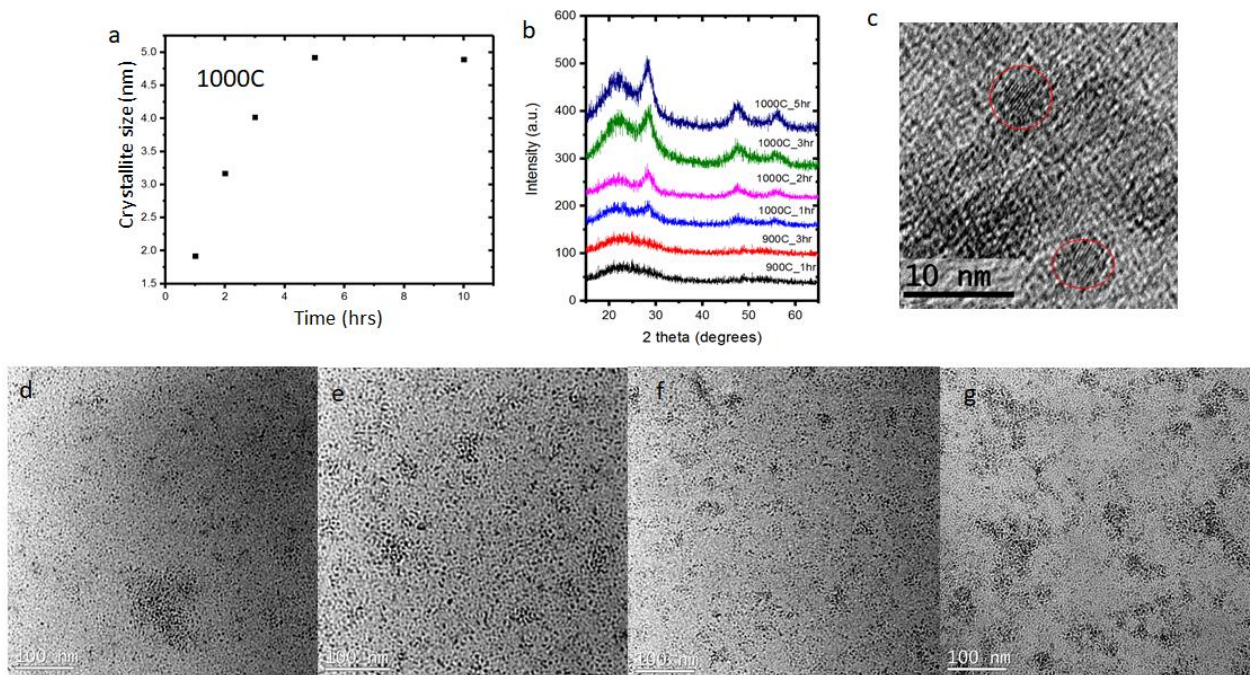 a
1000C
Crystallite size (nm)
5.0
4.5
4.0
3.5
3.0
2.5
2.0
1.5
0
2
4
6
8
10
Time (hrs)
b
Intensity (a.u.)
600
500
400
300
200
100
0
1000C_5hr
1000C_3hr
1000C_2hr
1000C_1hr
900C_3hr
900C_1hr
20
30
40
50
60
2 theta (degrees)
c
10 nm
d
100 nm
e
100 nm
f
100 nm
g
100 nm